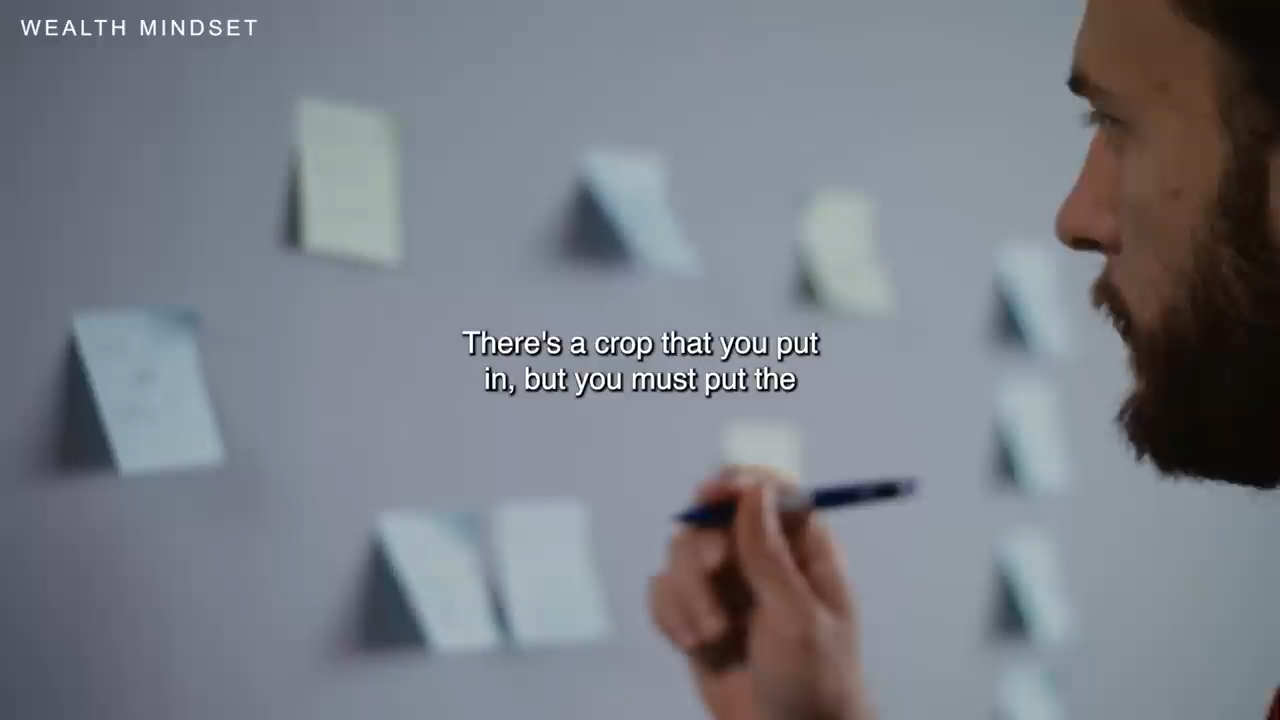 WEALTH MINDSET
There's a crop that you put
in, but you must put the